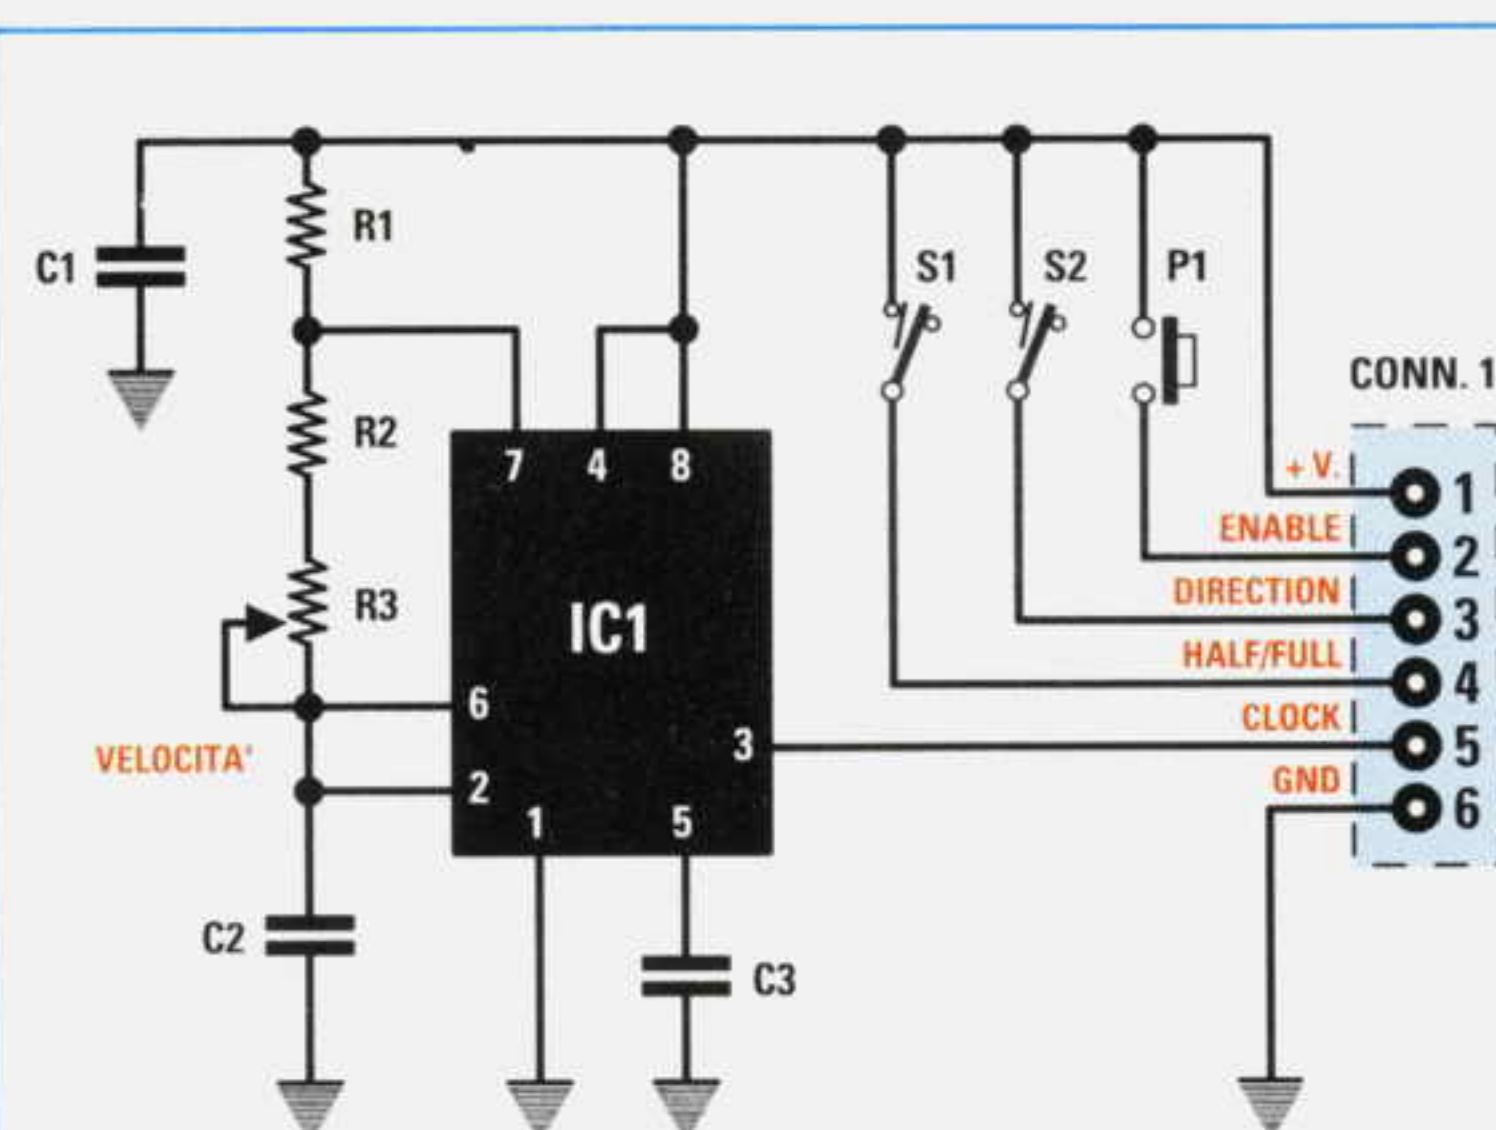 C1
R1
R2
R3
VELOCITA'
C2
7 4 8
IC1
6
3
2
1 5
C3
S1 S2 P1
CONN. 1
+ V. 1
ENABLE 2
DIRECTION 3
HALF/FULL 4
CLOCK 5
GND 6